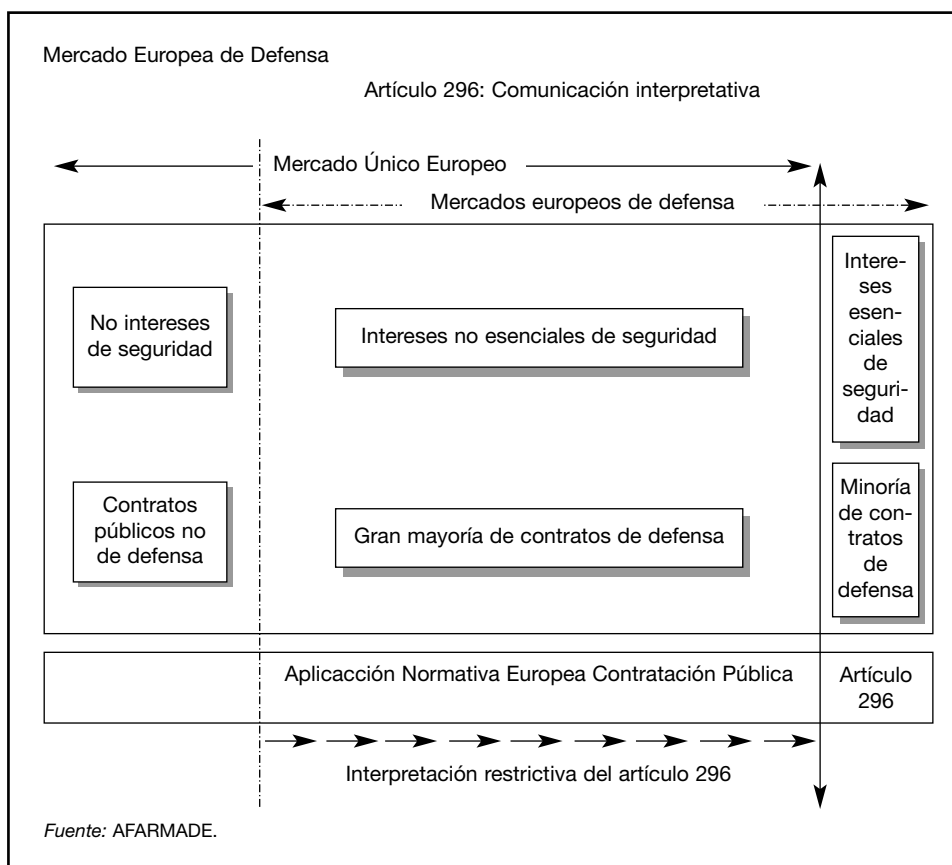 Mercado Europea de Defensa
Artículo 296: Comunicación interpretativa
Mercado Único Europeo
Mercados europeos de defensa
No intereses
de seguridad
Intereses no esenciales de seguridad
Intere-
ses
esen-
ciales
de
seguri-
dad
Contratos
públicos no
de defensa
Gran mayoría de contratos de defensa
Minoría
de con-
tratos
de
defensa
Aplicacción Normativa Europea Contratación Pública
Artículo
296
Interpretación restrictiva del artículo 296
Fuente: AFARMADE.